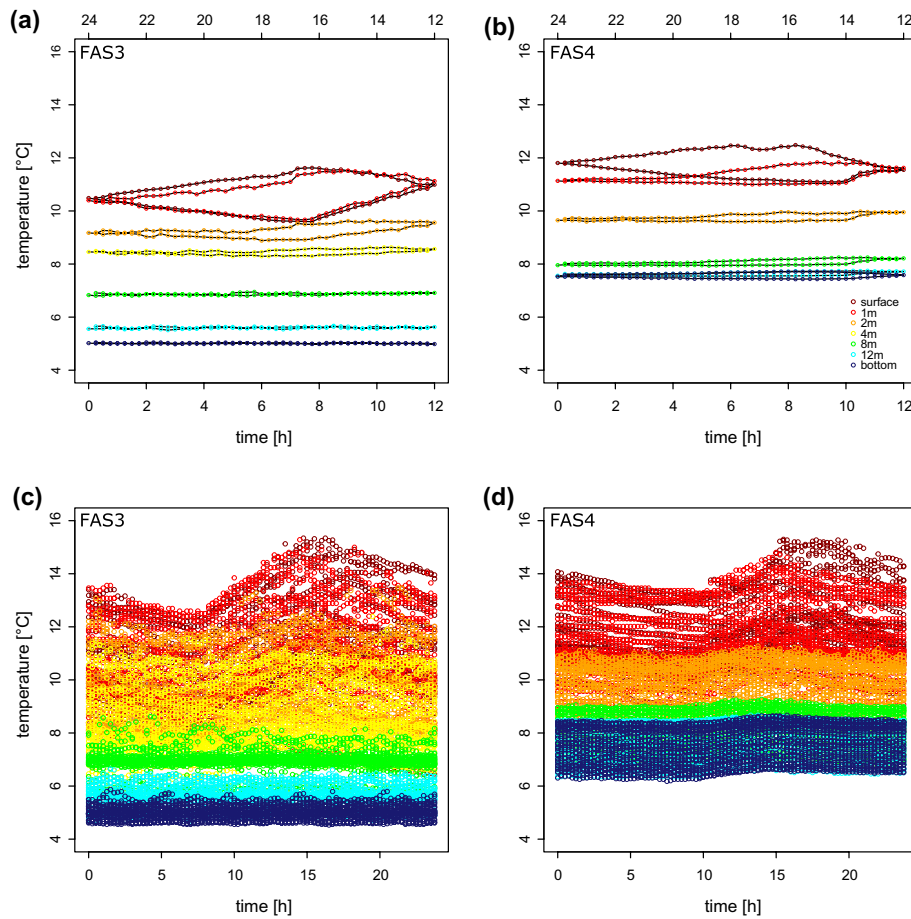 (a)
24 22 20 18 16 14 12
FAS3
temperature [°C]
16
14
12
10
8
6
4
0 2 4 6 8 10 12
time [h]
(b)
24 22 20 18 16 14 12
FAS4
16
14
12
10
8
6
4
surface
1m
2m
4m
8m
12m
bottom
0 2 4 6 8 10 12
time [h]
(c)
FAS3
temperature [°C]
16
14
12
10
8
6
4
0 5 10 15 20
time [h]
(d)
FAS4
temperature [°C]
16
14
12
10
8
6
4
0 5 10 15 20
time [h]